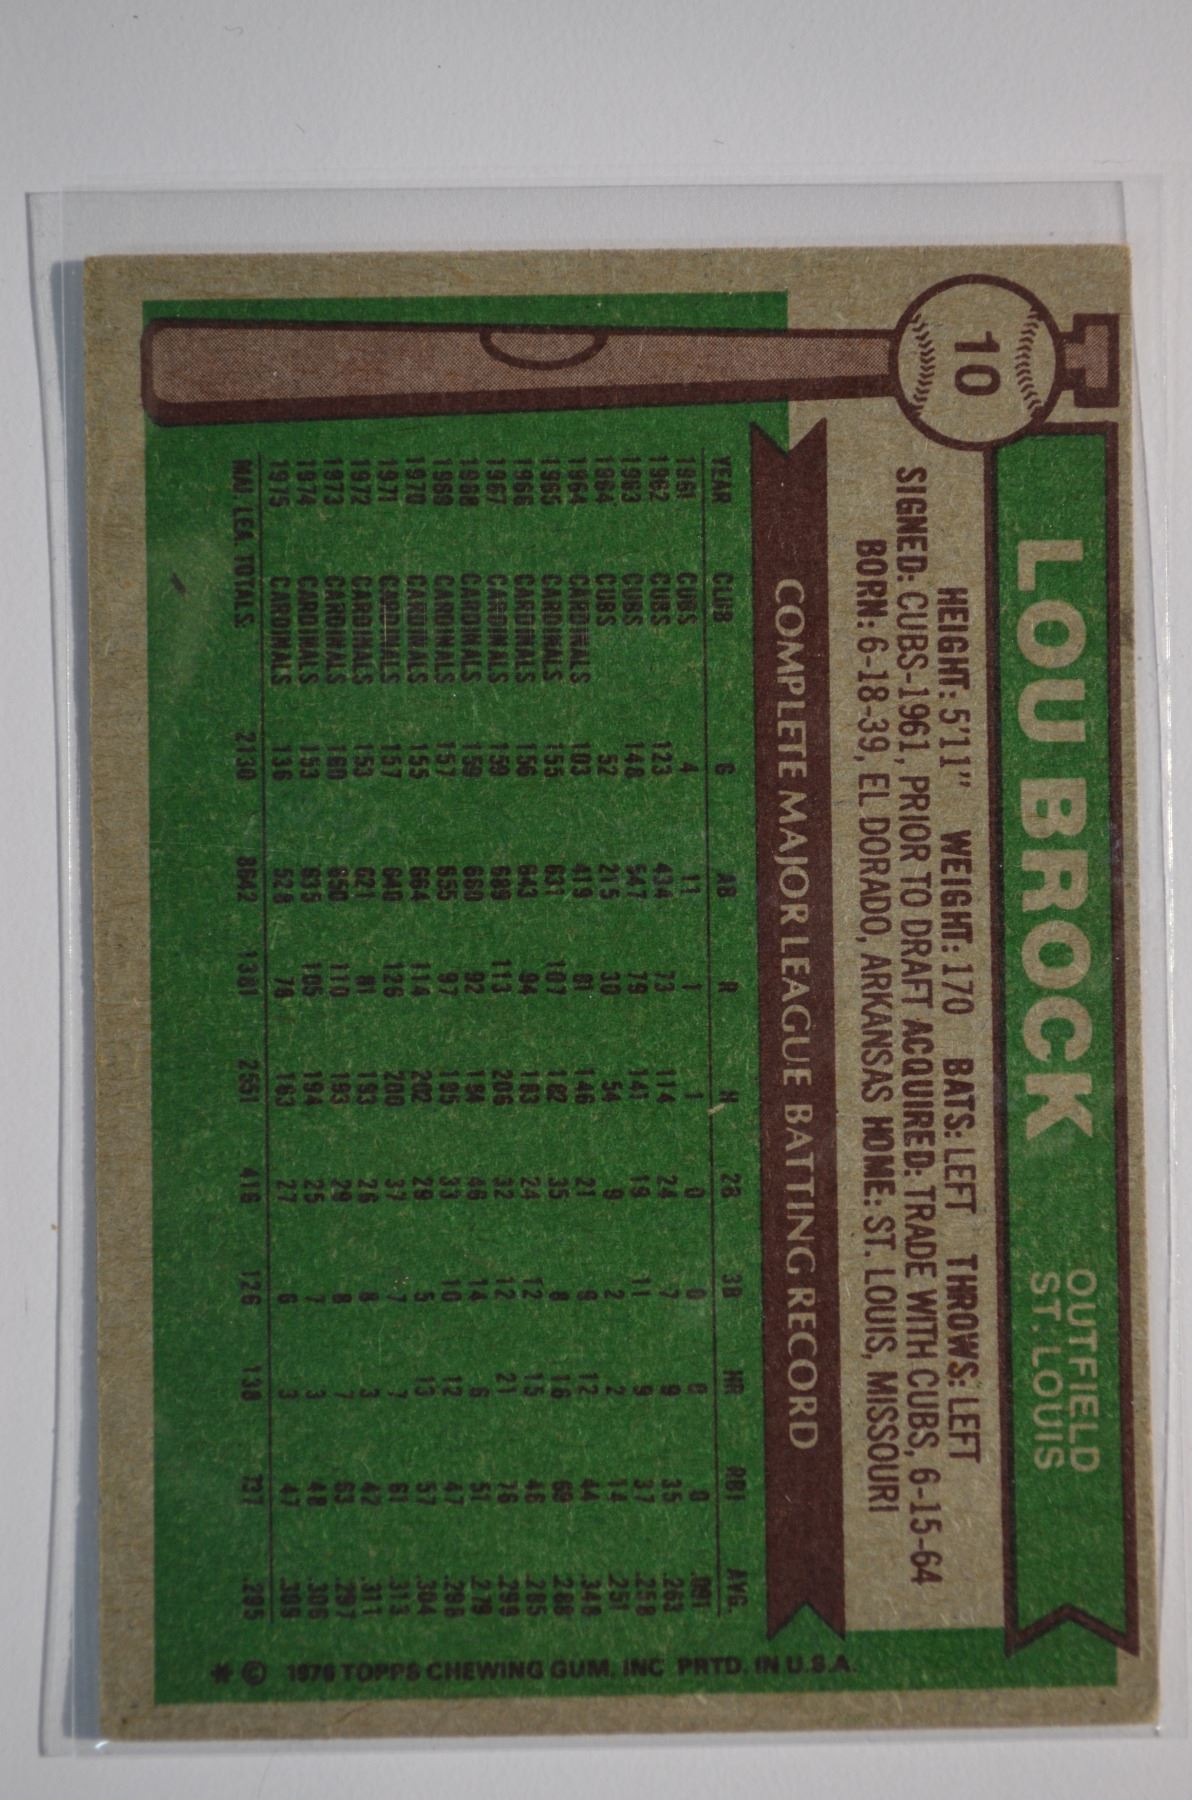 10
LOU BROCK
OUTFIELD
ST. LOUIS
HEIGHT: 5'11" WEIGHT: 170 BATS: LEFT THROWS: LEFT
SIGNED: CUBS-1961, PRIOR TO DRAFT ACQUIRED: TRADE WITH CUBS, 6-15-64
BORN: 6-18-39, EL DORADO, ARKANSAS HOME: ST. LOUIS, MISSOURI
COMPLETE MAJOR LEAGUE BATTING RECORD
YEAR CLUB G AB R H 2B 3B HR RBI AVG.
1961 CUBS 4 11 1 1 0 0 0 0 .091
1962 CUBS 123 434 73 114 24 7 9 35 .263
1963 CUBS 148 547 79 141 19 11 9 37 .258
1964 CUBS 52 215 30 54 9 2 2 14 .251
1964 CARDINALS 103 419 81 146 21 9 12 44 .348
1965 CARDINALS 155 631 107 182 35 8 16 69 .288
1966 CARDINALS 156 643 94 183 24 12 15 46 .285
1967 CARDINALS 159 689 113 206 32 12 21 76 .299
1968 CARDINALS 159 660 92 184 46 14 6 51 .279
1969 CARDINALS 157 655 97 195 33 10 12 47 .298
1970 CARDINALS 155 664 114 202 29 5 13 57 .304
1971 CARDINALS 157 640 126 200 37 7 7 61 .313
1972 CARDINALS 153 621 81 193 26 8 3 42 .311
1973 CARDINALS 160 650 110 193 29 8 7 63 .297
1974 CARDINALS 153 635 105 194 25 7 3 48 .306
1975 CARDINALS 136 528 78 163 27 6 3 47 .309
MAJ. LEA. TOTALS 2130 8642 1381 2551 416 126 138 737 .295
* © 1976 TOPPS CHEWING GUM, INC PRTD. IN U.S.A.